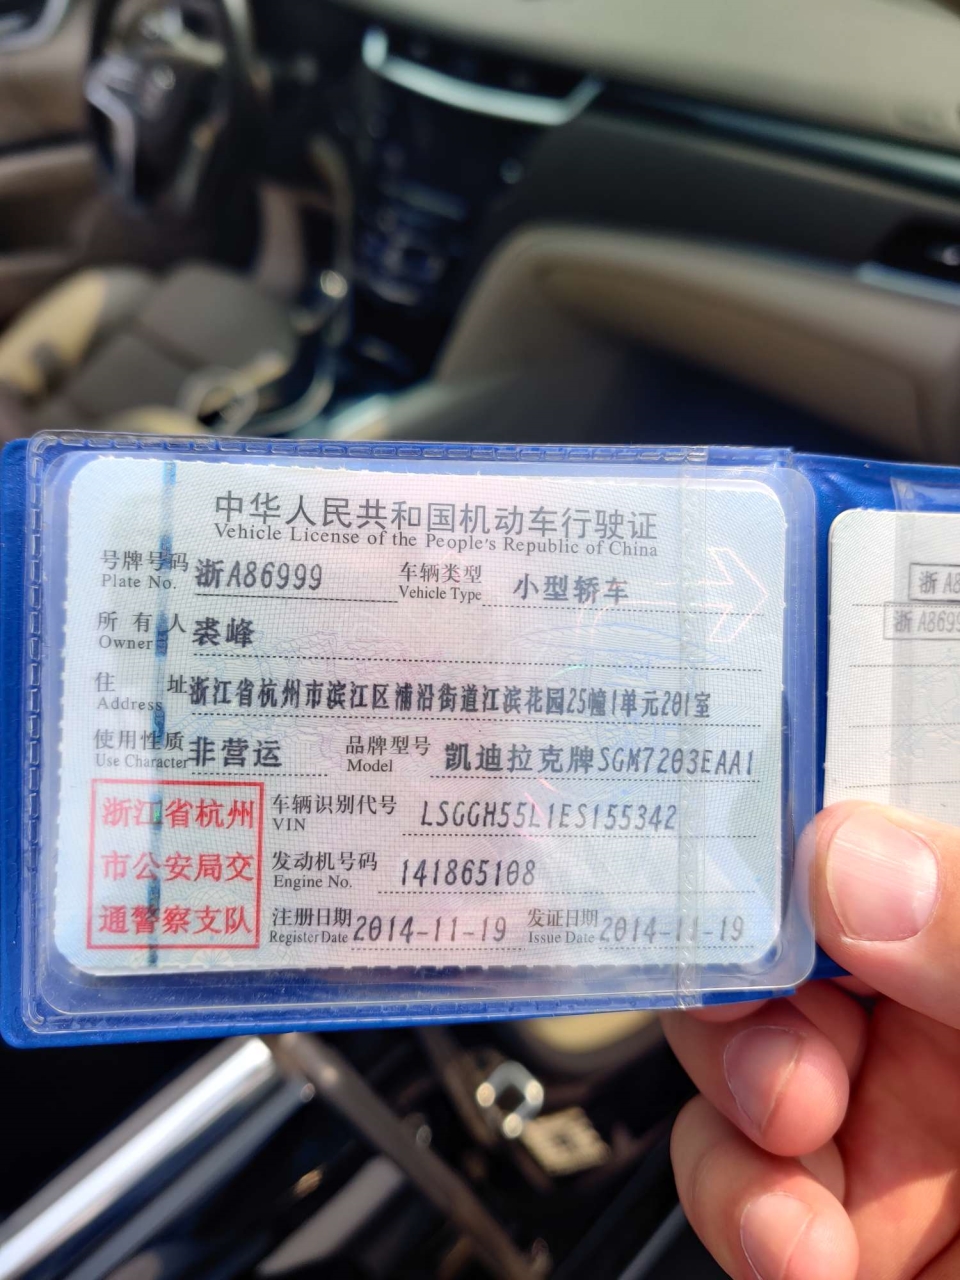 中华人民共和国机动车行驶证
Vehicle License of the People's Republic of China
号牌号码 浙A86999 车辆类型 小型轿车
Plate No. Vehicle Type
所有人 裘峰
Owner
住址 浙江省杭州市滨江区浦沿街道江滨花园25幢1单元201室
Address
使用性质 非营运 品牌型号 凯迪拉克牌SGM7203EAA1
Use Character Model
浙江省杭州
市公安局交
通警察支队
车辆识别代号 LSGGH55L1ES155342
VIN
发动机号码 141865108
Engine No.
注册日期 2014-11-19 发证日期 2014-11-19
Register Date Issue Date
浙A8
浙A869